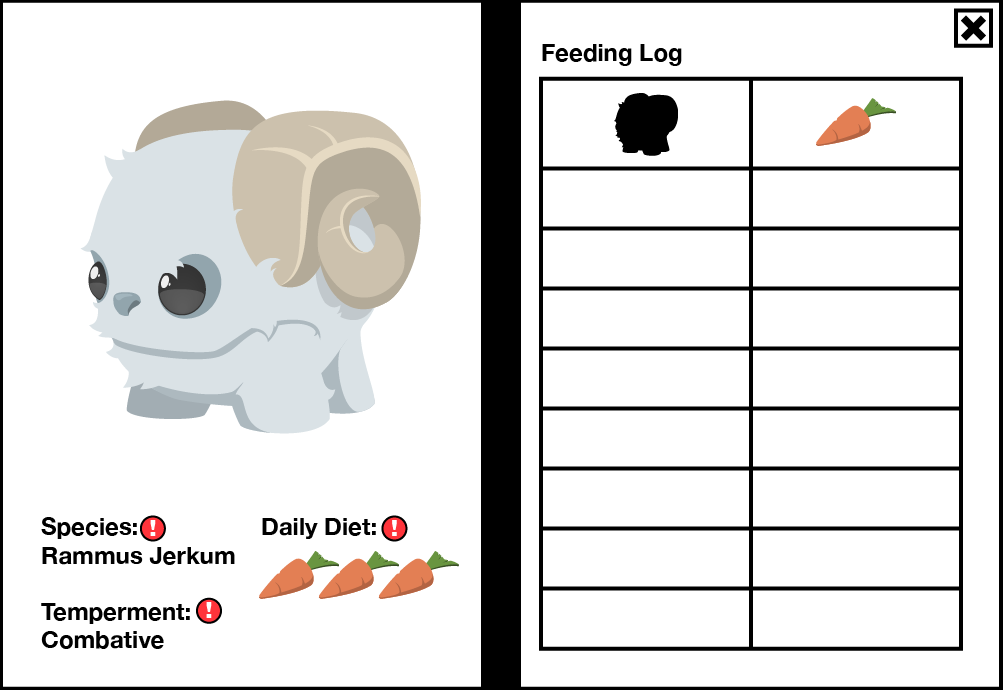 Feeding Log
Species: !
Rammus Jerkum
Daily Diet: !
Temperment: !
Combative